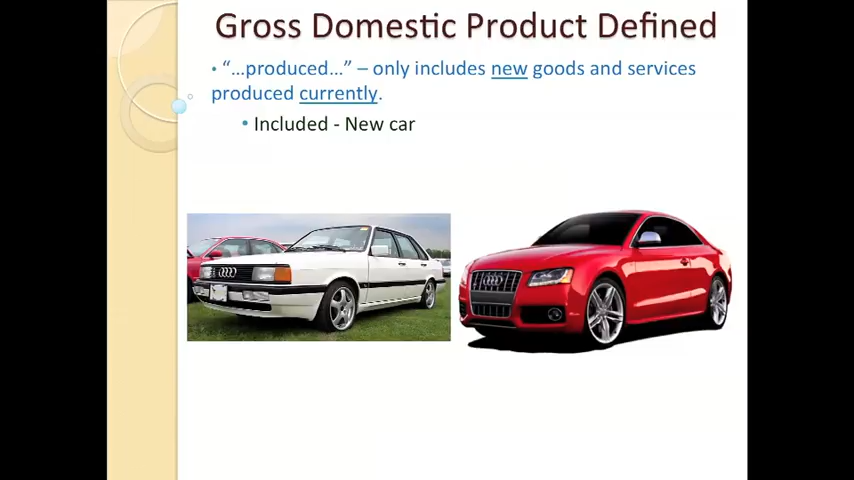 Gross Domestic Product Defined
• “…produced…” – only includes new goods and services
produced currently.
• Included - New car